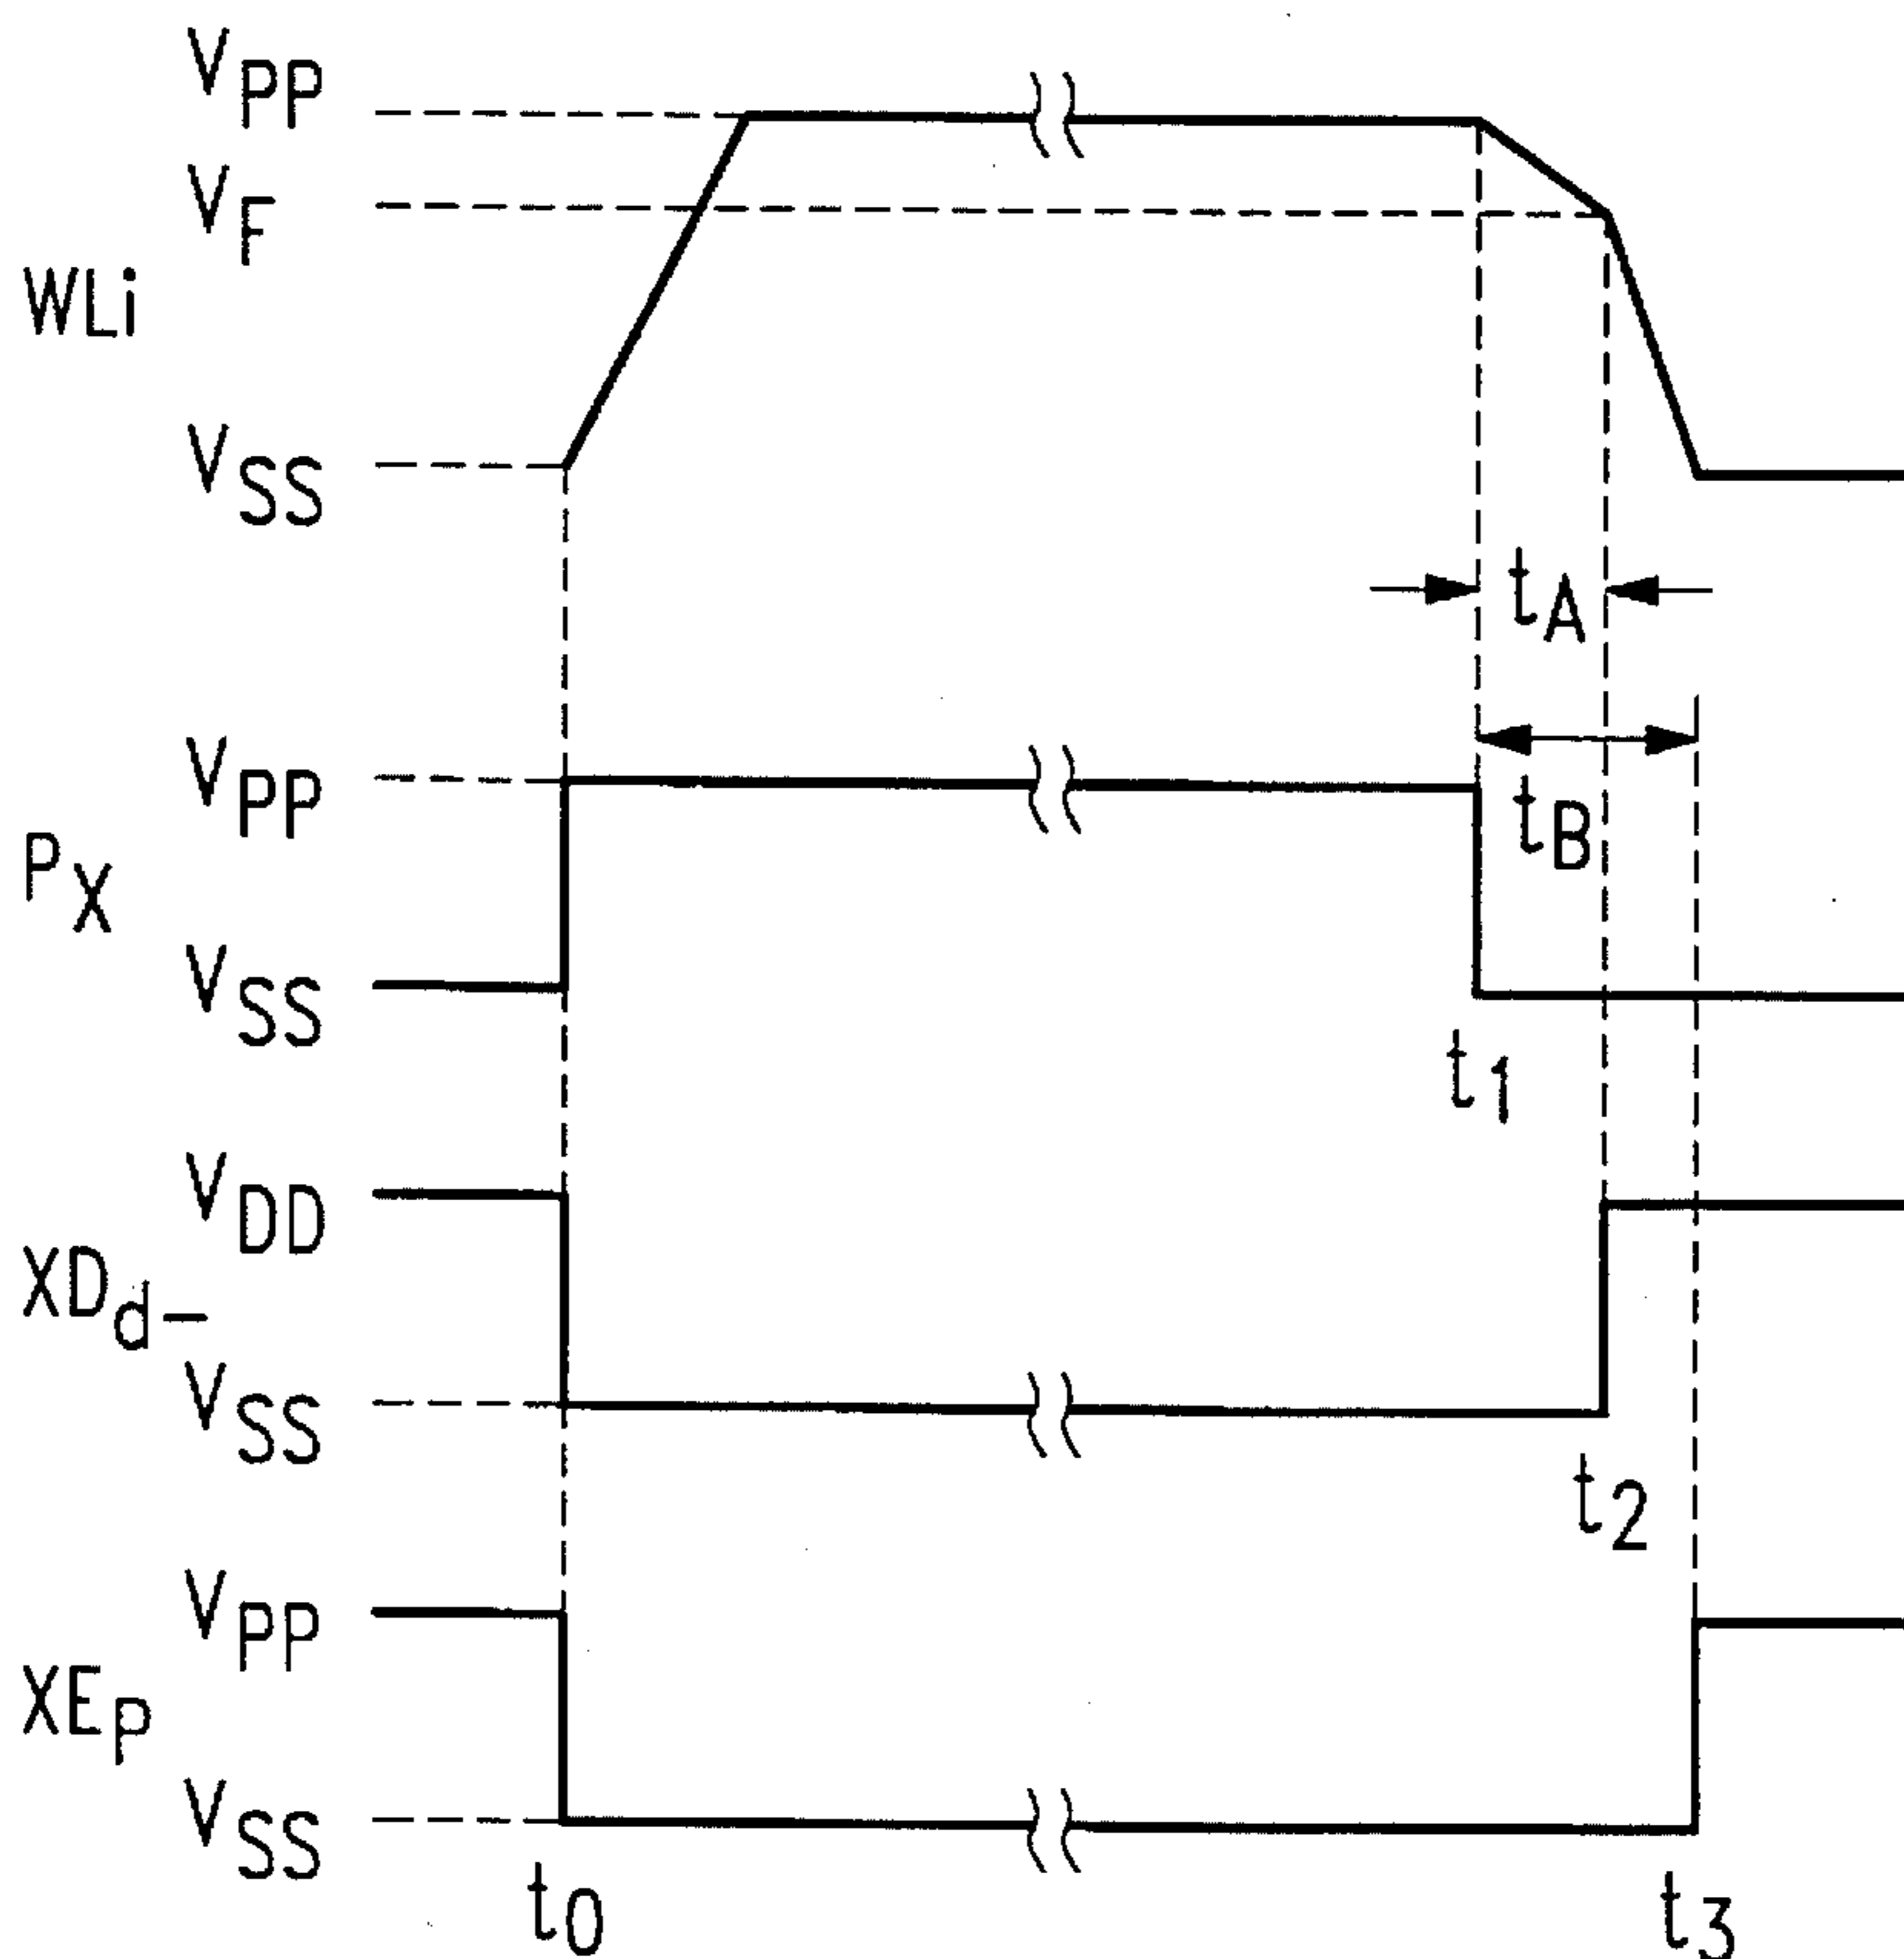 VPP
VF
WLi
VSS
tA
VPP
tB
PX
VSS
t1
VDD
XDd-
VSS
t2
VPP
XEp
VSS
t0
t3